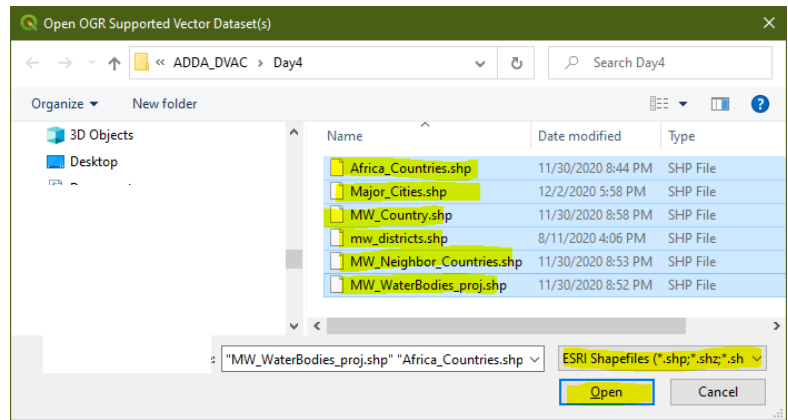 Open OGR Supported Vector Dataset(s)
« ADDA_DVAC > Day4
Search Day4
Organize
New folder
3D Objects
Desktop
Name
Date modified
Type
Africa_Countries.shp 11/30/2020 8:44 PM SHP File
Major_Cities.shp 12/2/2020 5:58 PM SHP File
MW_Country.shp 11/30/2020 8:58 PM SHP File
mw_districts.shp 8/11/2020 4:06 PM SHP File
MW_Neighbor_Countries.shp 11/30/2020 8:53 PM SHP File
MW_WaterBodies_proj.shp 11/30/2020 8:52 PM SHP File
: "MW_WaterBodies_proj.shp" "Africa_Countries.shp
ESRI Shapefiles (*.shp;*.shz;*.sh
Open
Cancel